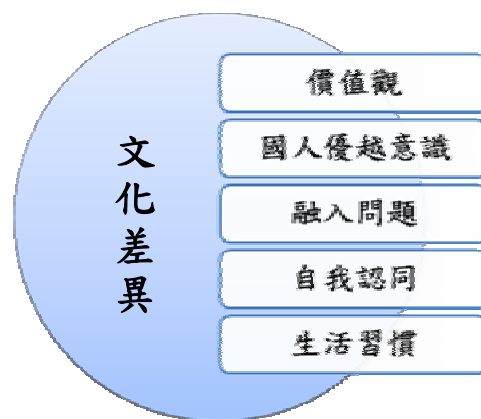 文化差異
價值觀
國人優越意識
融入問題
自我認同
生活習慣